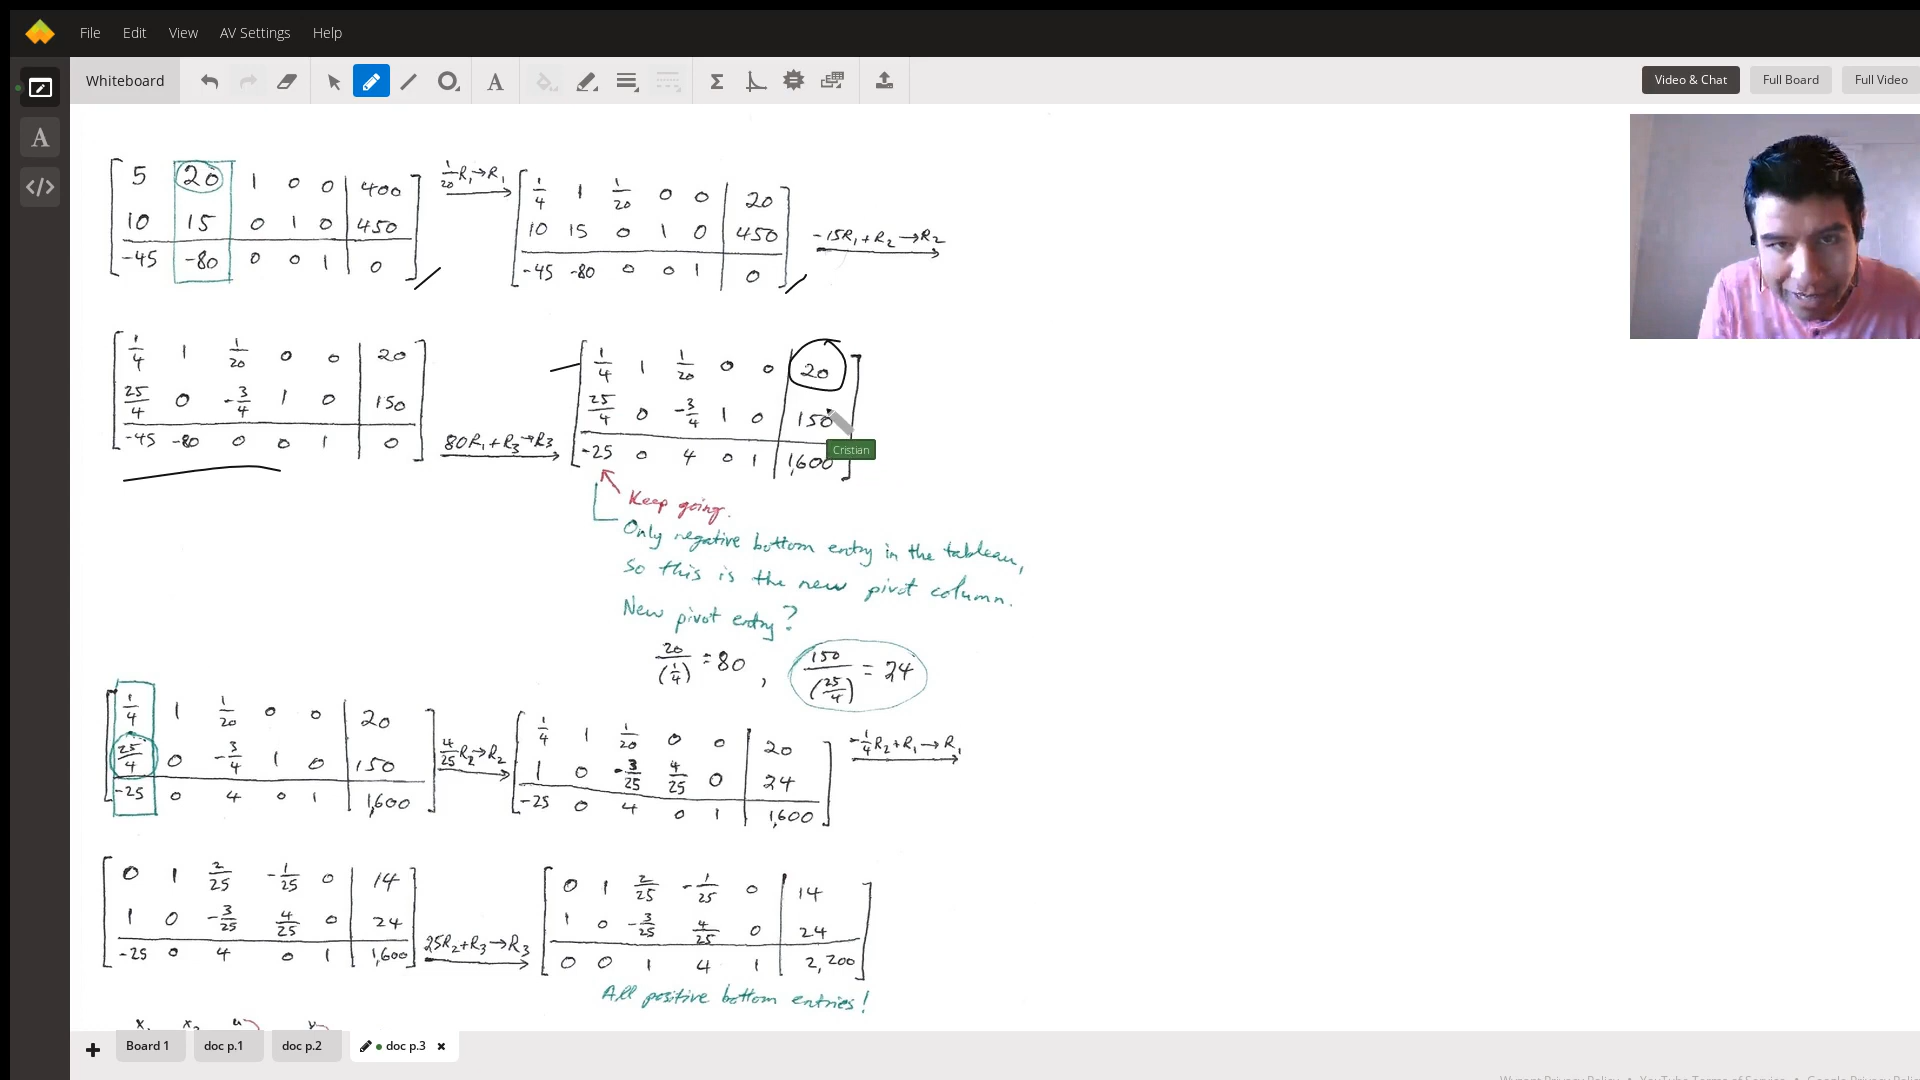 File Edit View AV Settings Help
Whiteboard A Σ Video & Chat Full Board Full Video
A
</>
5 20 1 0 0 400
10 15 0 1 0 450
-45 -80 0 0 1 0
1/20 R₁→R₁
1/4 1 1/20 0 0 20
10 15 0 1 0 450
-45 -80 0 0 1 0
-15R₁+R₂→R₂
1/4 1 1/20 0 0 20
25/4 0 -3/4 1 0 150
-45 -80 0 0 1 0
80R₁+R₃→R₃
1/4 1 1/20 0 0 20
25/4 0 -3/4 1 0 150
-25 0 4 0 1 1,600
Cristian
Keep going.
Only negative bottom entry in the tableau,
so this is the new pivot column.
New pivot entry?
20/(1/4) = 80, 150/(25/4) = 24
1/4 1 1/20 0 0 20
25/4 0 -3/4 1 0 150
-25 0 4 0 1 1,600
4/25 R₂→R₂
1/4 1 1/20 0 0 20
1 0 -3/25 4/25 0 24
-25 0 4 0 1 1,600
-1/4 R₂+R₁→R₁
0 1 2/25 -1/25 0 14
1 0 -3/25 4/25 0 24
-25 0 4 0 1 1,600
25R₂+R₃→R₃
0 1 2/25 -1/25 0 14
1 0 -3/25 4/25 0 24
0 0 1 4 1 2,200
All positive bottom entries!
+ Board 1 doc p.1 doc p.2 doc p.3 ×